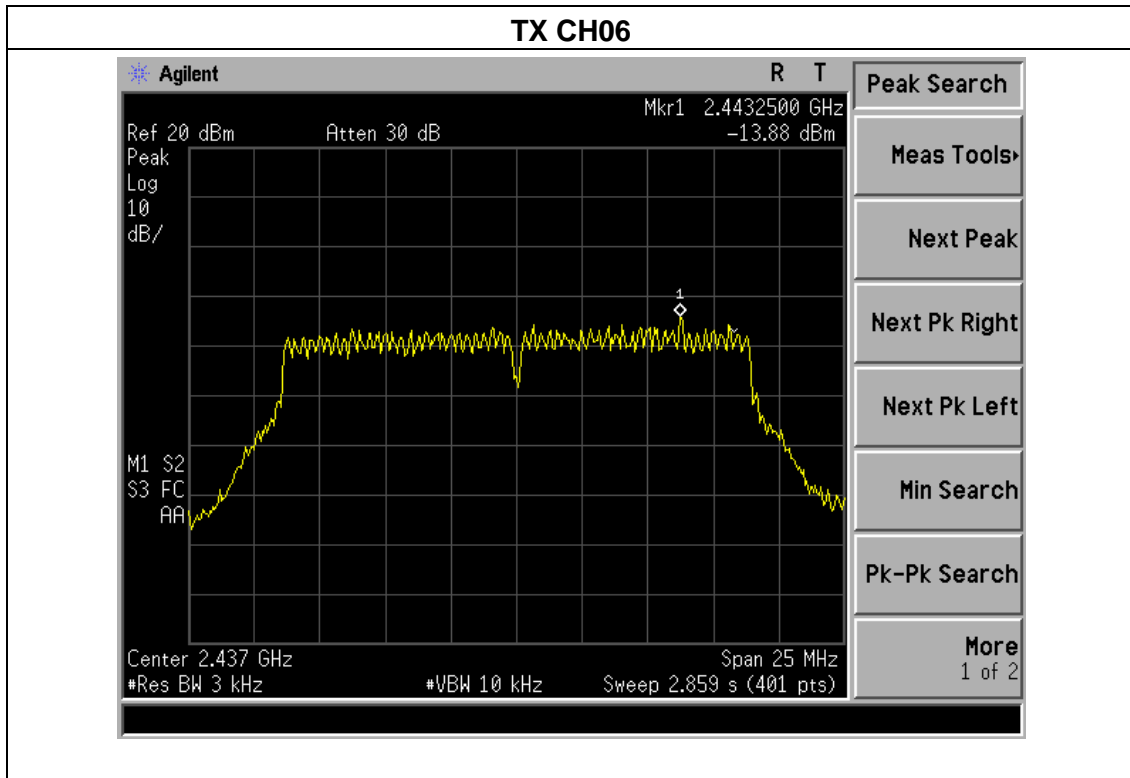 TX CH06
Agilent R T
Mkr1 2.4432500 GHz
Ref 20 dBm Atten 30 dB -13.88 dBm
Peak
Log
10
dB/
1
M1 S2
S3 FC
AA
Center 2.437 GHz Span 25 MHz
#Res BW 3 kHz #VBW 10 kHz Sweep 2.859 s (401 pts)
Peak Search
Meas Tools
Next Peak
Next Pk Right
Next Pk Left
Min Search
Pk-Pk Search
More
1 of 2